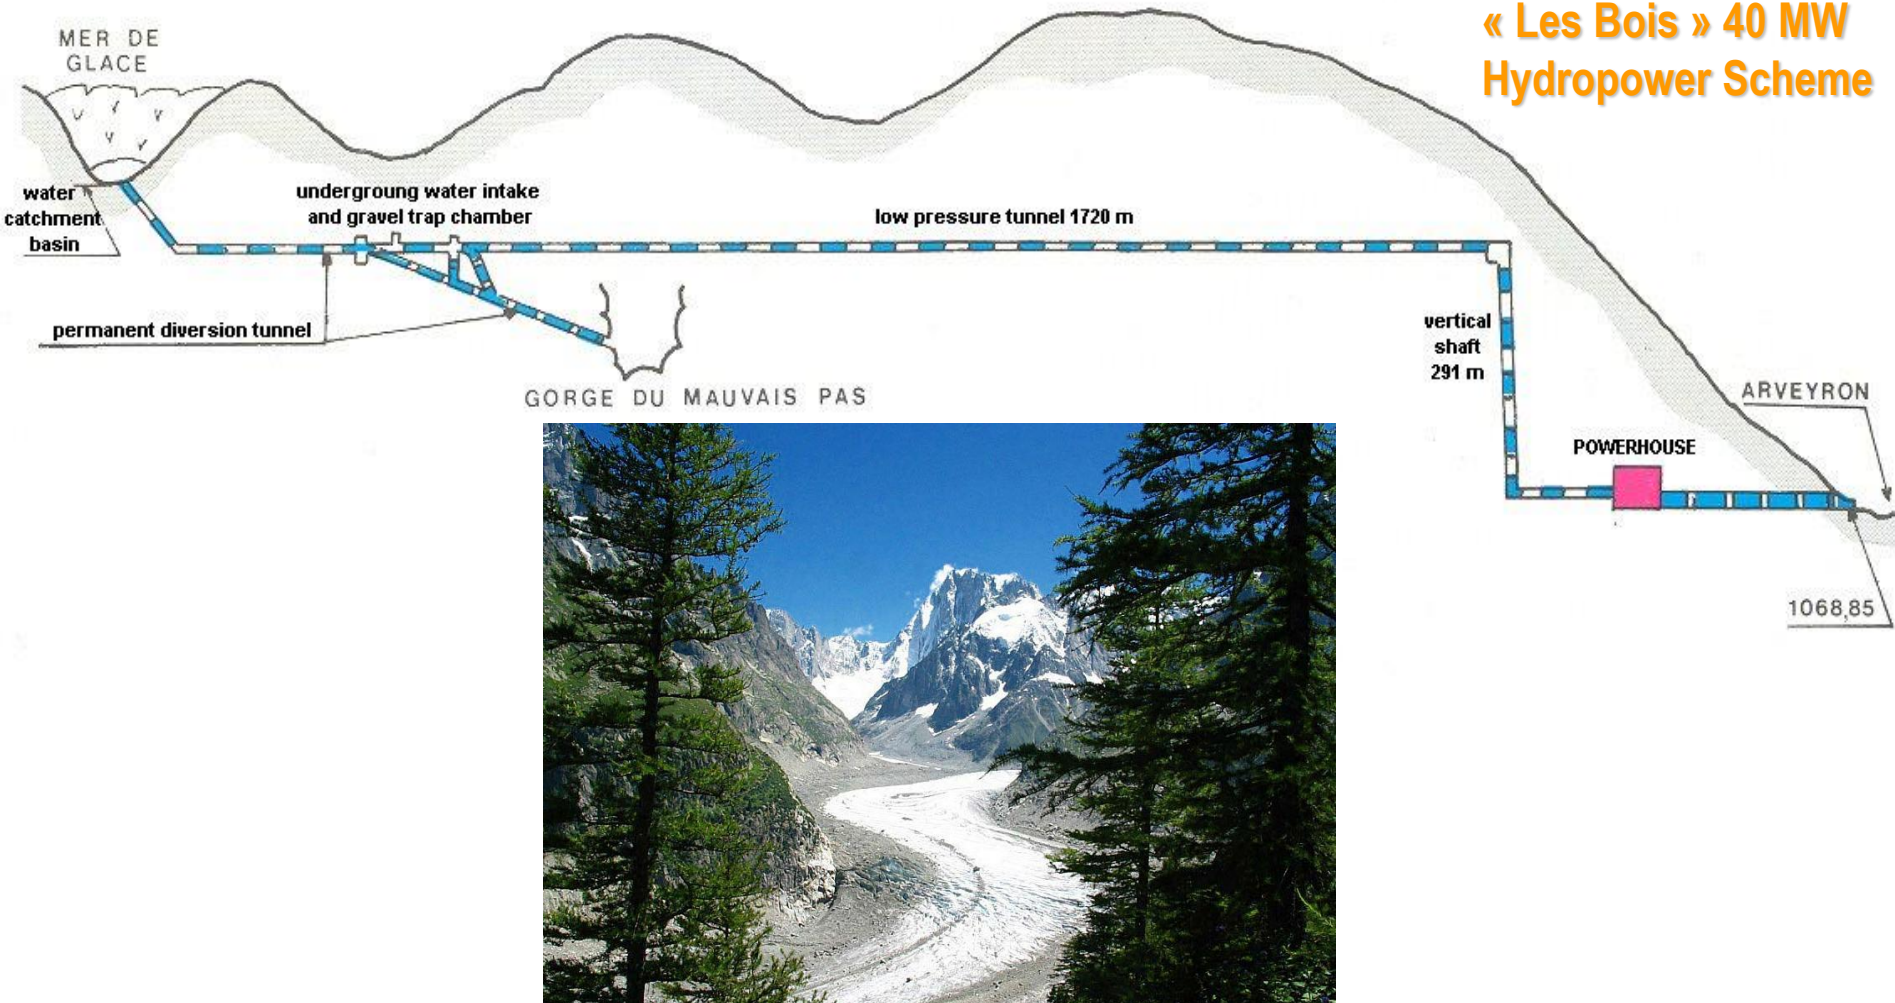 « Les Bois » 40 MW
Hydropower Scheme
MER DE
GLACE
water
catchment
basin
undergroung water intake
and gravel trap chamber
low pressure tunnel 1720 m
permanent diversion tunnel
GORGE DU MAUVAIS PAS
vertical
shaft
291 m
ARVEYRON
POWERHOUSE
1068,85